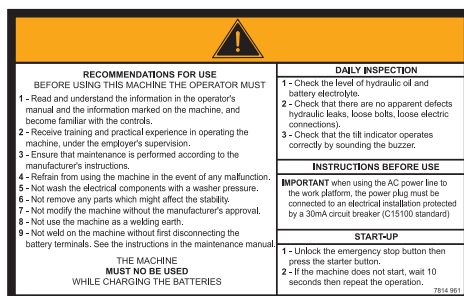 RECOMMENDATIONS FOR USE
BEFORE USING THIS MACHINE THE OPERATOR MUST
1 - Read and understand the information in the operator's
manual and the information marked on the machine, and
become familiar with the controls.
2 - Receive training and practical experience in operating the
machine, under the employer's supervision.
3 - Ensure that maintenance is performed according to the
manufacturer's instructions.
4 - Refrain from using the machine in the event of any malfunction.
5 - Not wash the electrical components with a washer pressure.
6 - Not remove any parts which might affect the stability.
7 - Not modify the machine without the manufacturer's approval.
8 - Not use the machine as a welding earth.
9 - Not weld on the machine without first disconnecting the
battery terminals. See the instructions in the maintenance manual.
THE MACHINE
MUST NO BE USED
WHILE CHARGING THE BATTERIES
DAILY INSPECTION
1 - Check the level of hydraulic oil and
battery electrolyte.
2 - Check that there are no apparent defects
hydraulic leaks, loose bolts, loose electric
connections).
3 - Check that the tilt indicator operates
correctly by sounding the buzzer.
INSTRUCTIONS BEFORE USE
IMPORTANT when using the AC power line to
the work platform, the power plug must be
connected to an electrical installation protected
by a 30mA circuit breaker (C15100 standard)
START-UP
1 - Unlock the emergency stop button then
press the starter button.
2 - If the machine does not start, wait 10
seconds then repeat the operation.
7814 961